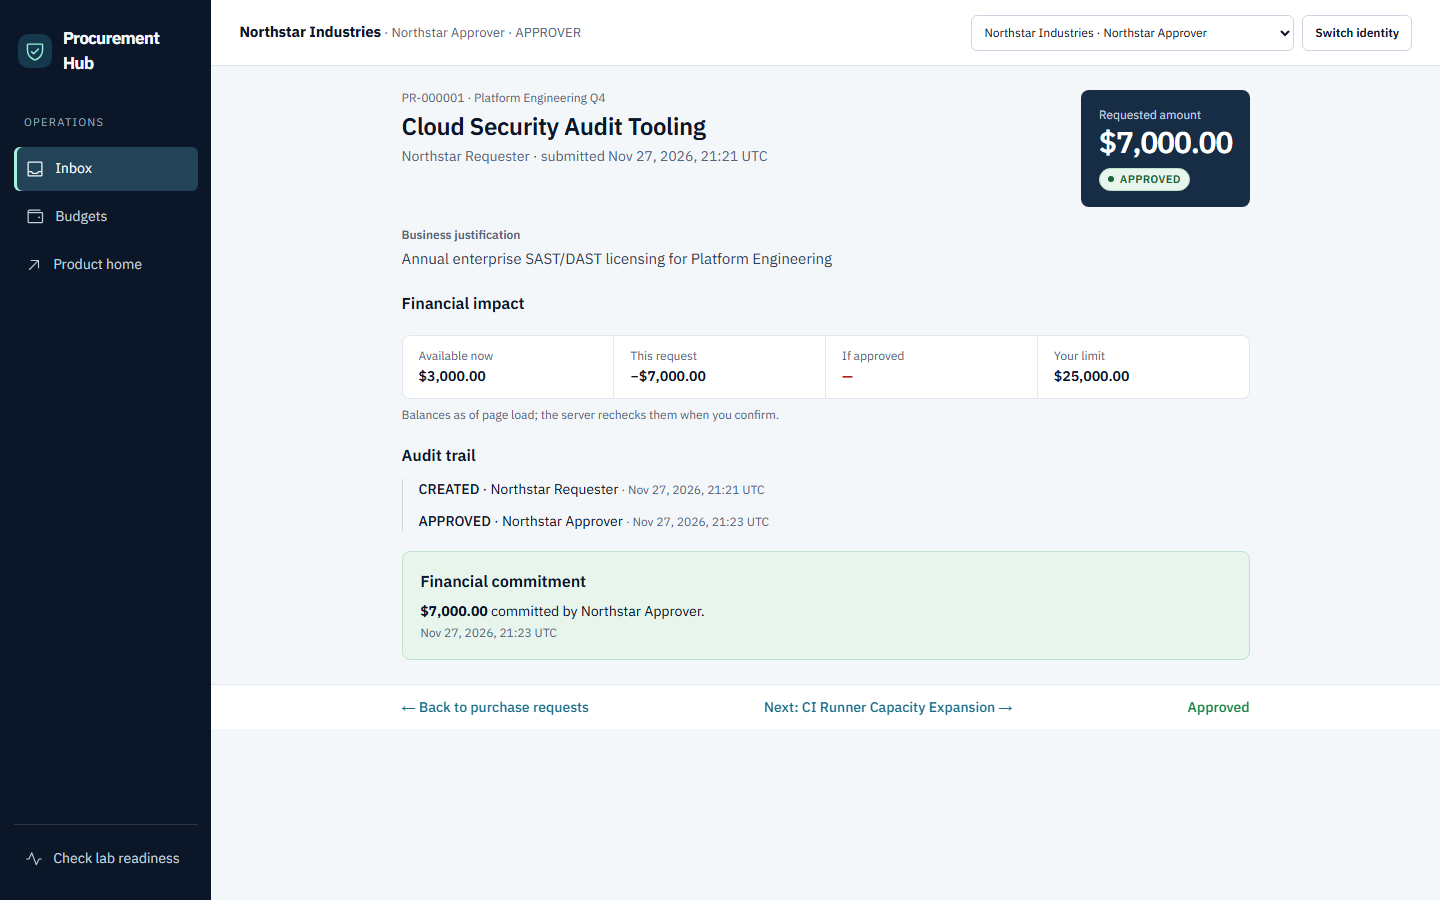 Procurement
Hub
OPERATIONS
Inbox
Budgets
Product home
Check lab readiness
Northstar Industries · Northstar Approver · APPROVER
Northstar Industries · Northstar Approver
Switch identity
PR-000001 · Platform Engineering Q4
Cloud Security Audit Tooling
Northstar Requester · submitted Nov 27, 2026, 21:21 UTC
Requested amount
$7,000.00
APPROVED
Business justification
Annual enterprise SAST/DAST licensing for Platform Engineering
Financial impact
Available now
$3,000.00
This request
−$7,000.00
If approved
—
Your limit
$25,000.00
Balances as of page load; the server rechecks them when you confirm.
Audit trail
CREATED · Northstar Requester · Nov 27, 2026, 21:21 UTC
APPROVED · Northstar Approver · Nov 27, 2026, 21:23 UTC
Financial commitment
$7,000.00 committed by Northstar Approver.
Nov 27, 2026, 21:23 UTC
← Back to purchase requests
Next: CI Runner Capacity Expansion →
Approved